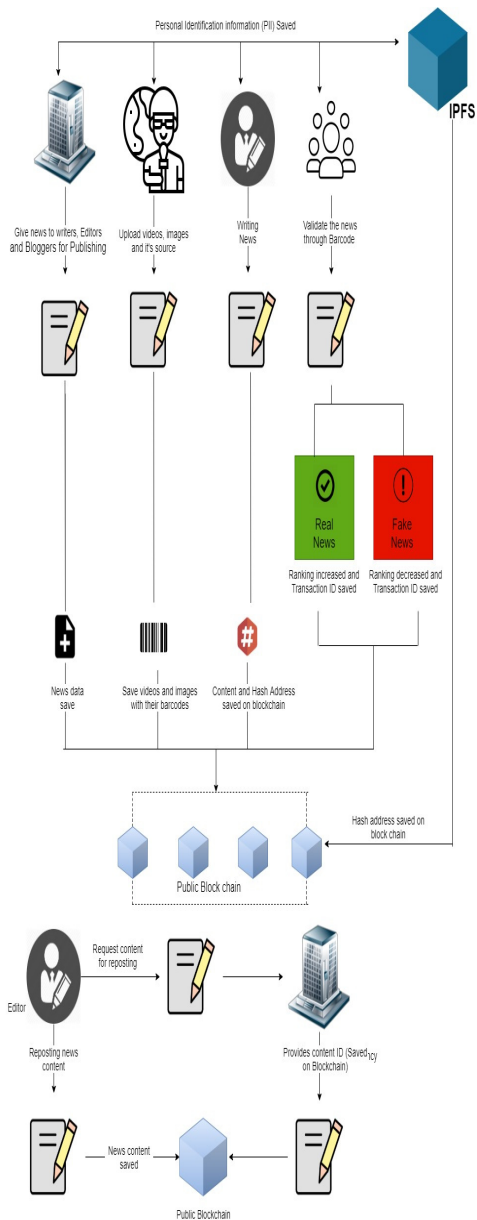 Personal Identification information (PII) Saved
IPFS
Give news to writers, Editors
and Bloggers for Publishing
Upload videos, images
and it's source
Writing
News
Validate the news
through Barcode
Real
News
Fake
News
Ranking increased and
Transaction ID saved
Ranking decreased and
Transaction ID saved
News data
save
Save videos and images
with their barcodes
#
Content and Hash Address
saved on blockchain
Hash address saved on
block chain
Public Block chain
Request content
for reposting
Editor
Reposting news
content
Provides content ID (Saved
on Blockchain)
News content
saved
Public Blockchain